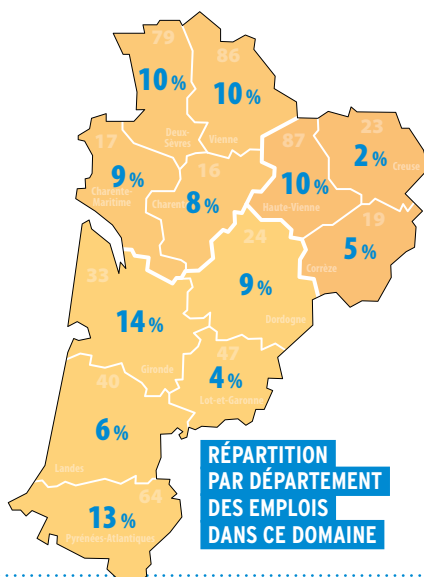 79
10 %
Deux-
Sèvres
86
10 %
Vienne
17
9 %
Charente-
Maritime
16
8 %
87
10 %
Haute-Vienne
23
2 %
Creuse
19
5 %
Corrèze
24
9 %
Dordogne
33
14 %
Gironde
47
4 %
Lot-et-Garonne
40
6 %
Landes
64
13 %
Pyrénées-Atlantiques
RÉPARTITION
PAR DÉPARTEMENT
DES EMPLOIS
DANS CE DOMAINE